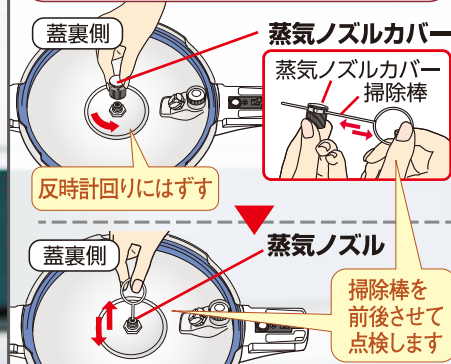 蓋裏側
蒸気ノズルカバー
蒸気ノズルカバー
掃除棒
反時計回りにはずす
蓋裏側
蒸気ノズル
掃除棒を
前後させて
点検します